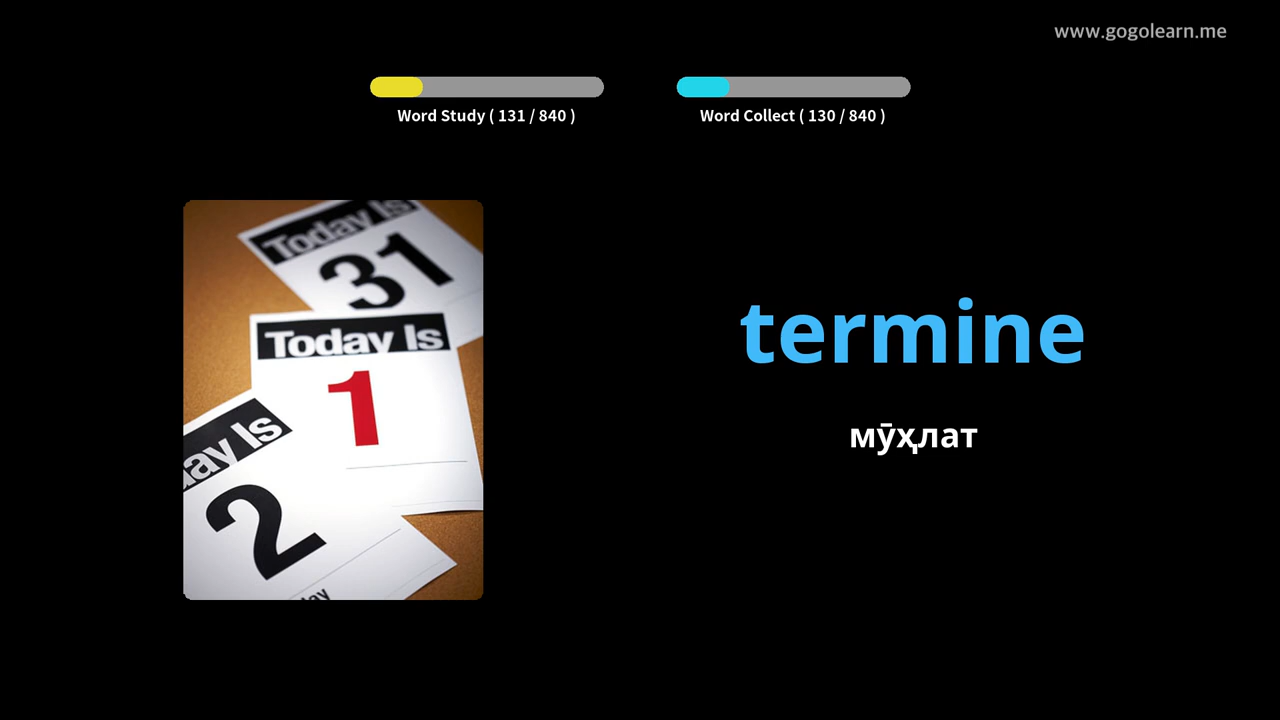 www.gogolearn.me
Word Study ( 131 / 840 )
Word Collect ( 130 / 840 )
Today Is
31
Today Is
1
ay Is
2
termine
мӯҳлат